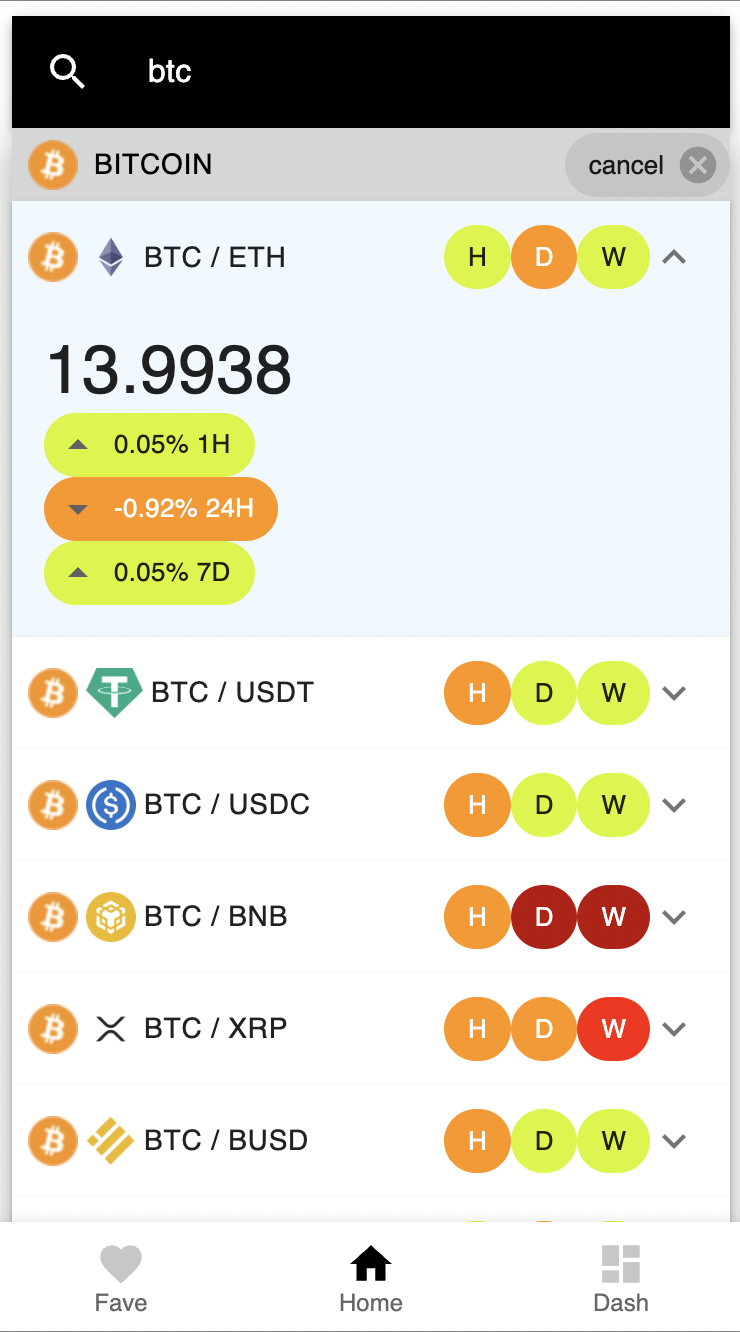 btc
BITCOIN cancel
BTC / ETH H D W
13.9938
0.05% 1H
-0.92% 24H
0.05% 7D
BTC / USDT H D W
BTC / USDC H D W
BTC / BNB H D W
BTC / XRP H D W
BTC / BUSD H D W
Fave Home Dash